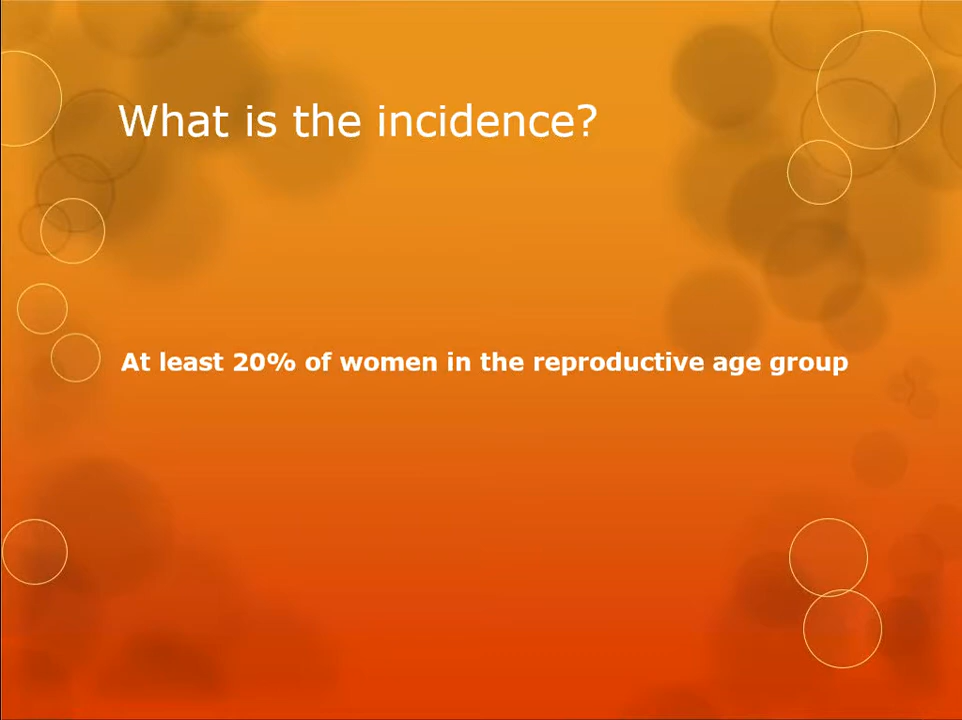 What is the incidence?
At least 20% of women in the reproductive age group